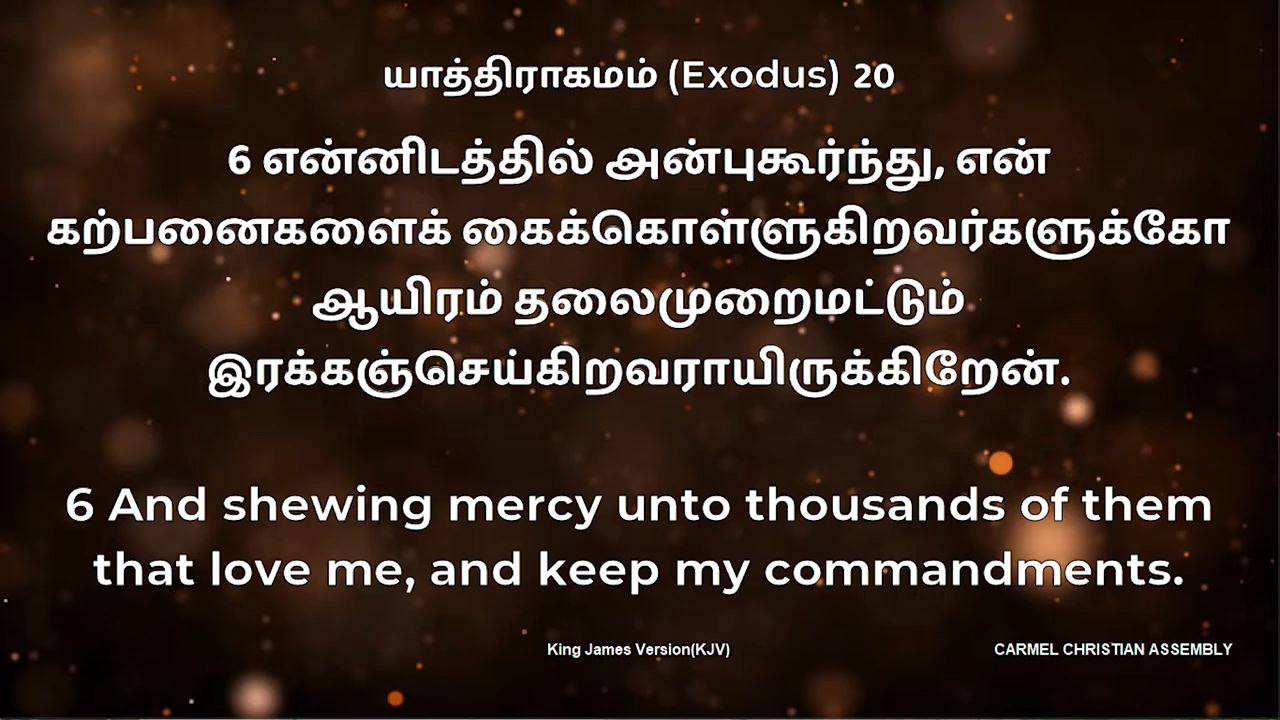 யாத்திராகமம் (Exodus) 20
6 என்னிடத்தில் அன்புகூர்ந்து, என்
கற்பனைகளைக் கைக்கொள்ளுகிறவர்களுக்கோ
ஆயிரம் தலைமுறைமட்டும்
இரக்கஞ்செய்கிறவராயிருக்கிறேன்.
6 And shewing mercy unto thousands of them
that love me, and keep my commandments.
King James Version(KJV)
CARMEL CHRISTIAN ASSEMBLY